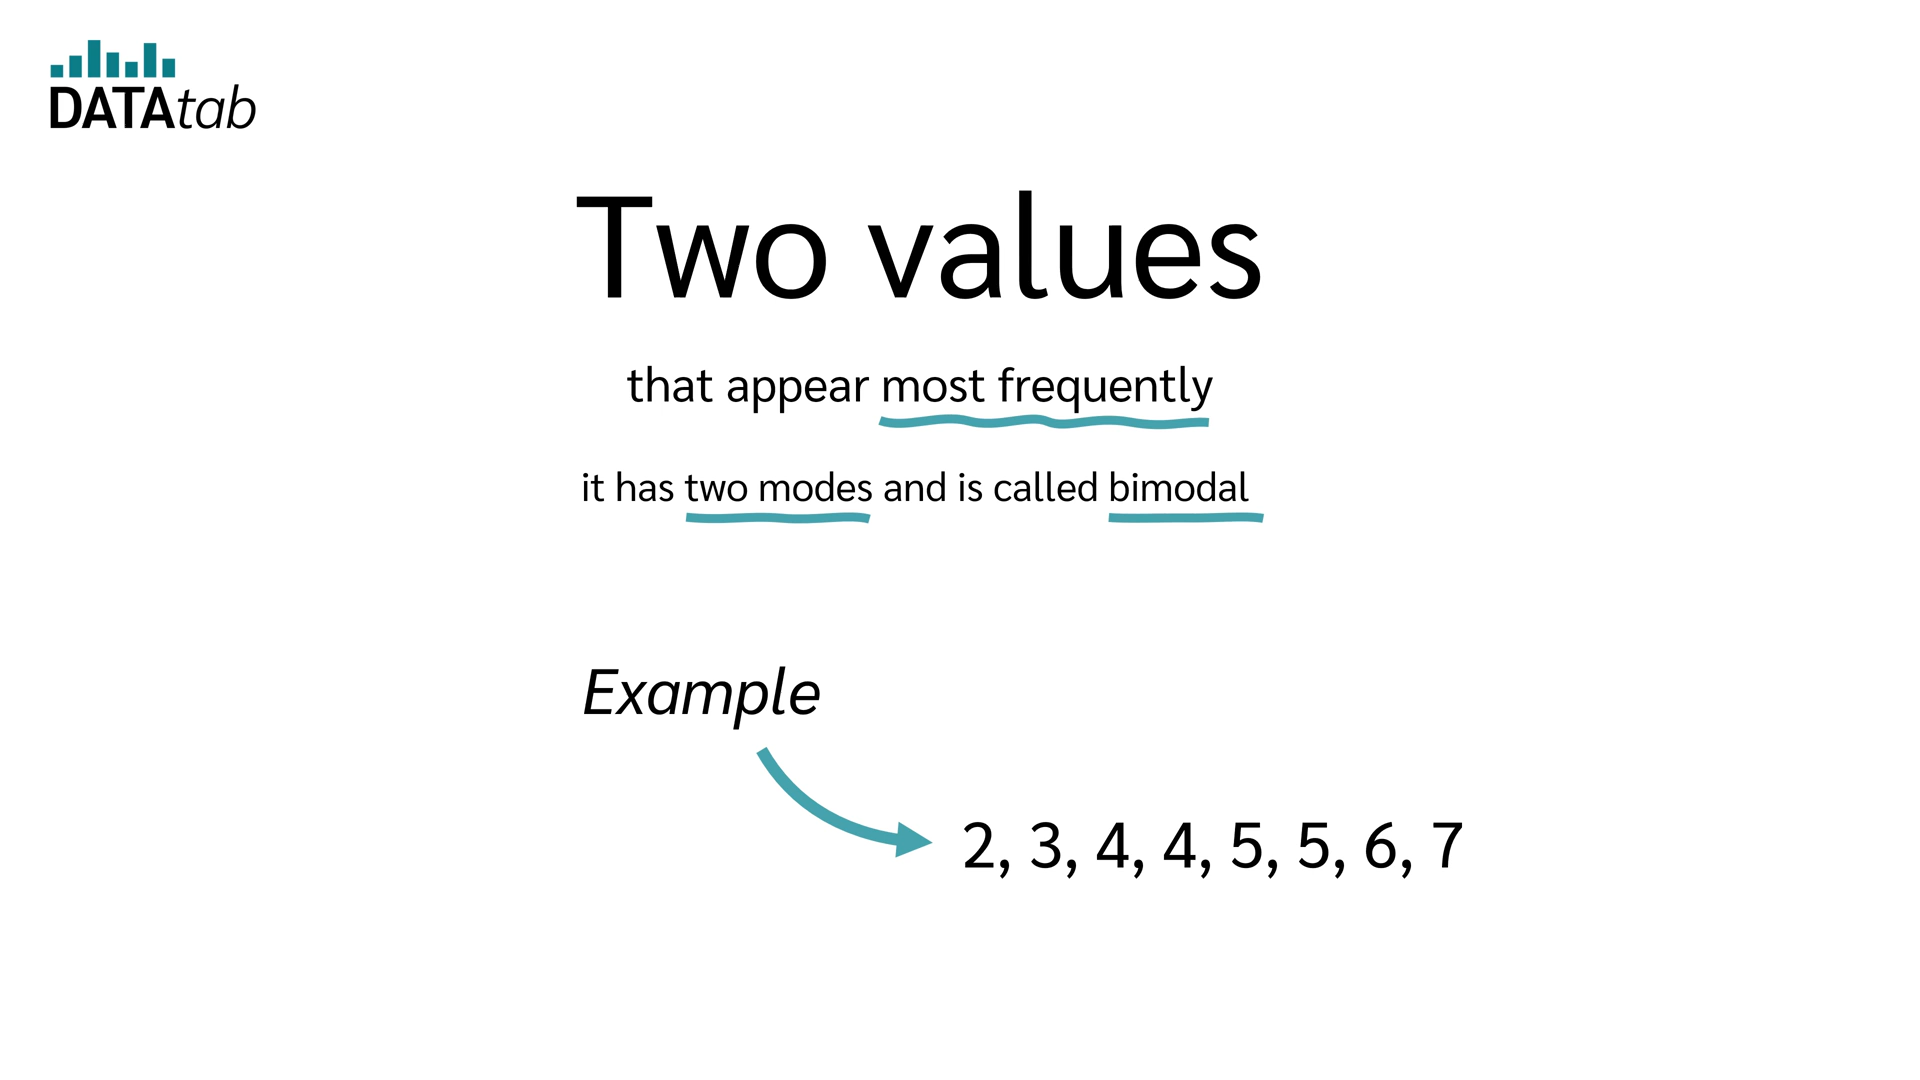 DATAtab
Two values
that appear most frequently
it has two modes and is called bimodal
Example
2, 3, 4, 4, 5, 5, 6, 7